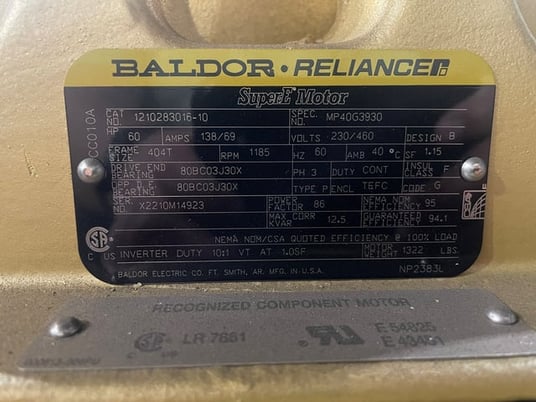 BALDOR • RELIANCE
SuperE Motor
CC010A
CAT. NO. 1210283016-10 SPEC. NO. MP40G3930
HP 60 AMPS 138/69 VOLTS 230/460 DESIGN B
FRAME SIZE 404T RPM 1185 HZ 60 AMB 40 °C SF 1.15
DRIVE END BEARING 80BC03J30X PH 3 DUTY CONT INSUL CLASS F
OPP D.E. BEARING 80BC03J30X TYPE P ENCL TEFC CODE G
SER. NO. X2210M14923 POWER FACTOR 86 NEMA NOM EFFICIENCY 95
MAX CORR KVAR 12.5 GUARANTEED EFFICIENCY 94.1
NEMA NOM/CSA QUOTED EFFICIENCY @ 100% LOAD
C US INVERTER DUTY 10:1 VT AT 1.0SF MOTOR WEIGHT 1322 LBS.
BALDOR ELECTRIC CO. FT. SMITH, AR. MFG. IN U.S.A. NP2383L
RECOGNIZED COMPONENT MOTOR
LR 7861
E 54825
E 43451